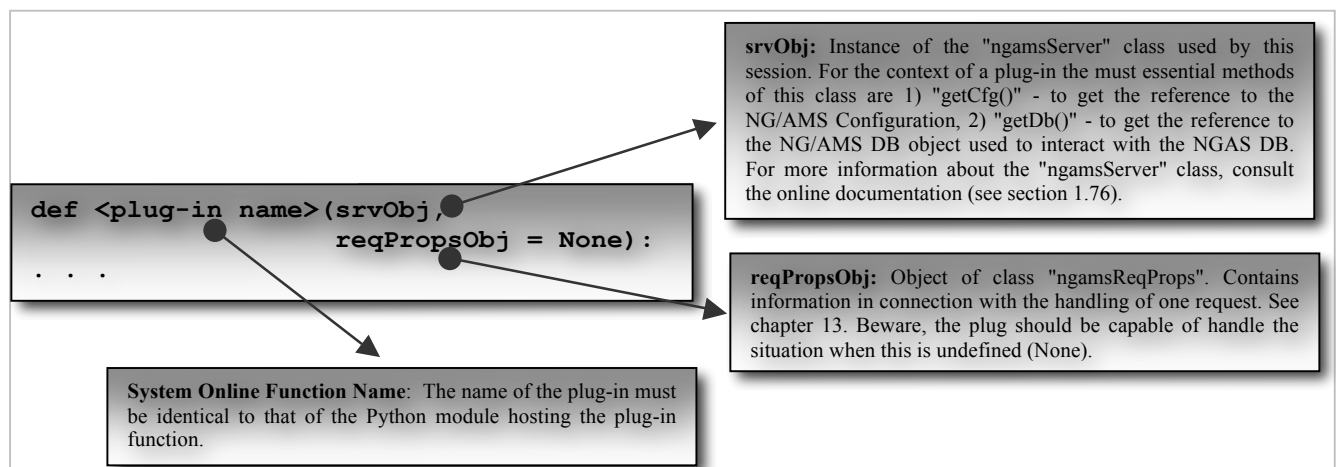 srvObj: Instance of the "ngamsServer" class used by this
session. For the context of a plug-in the must essential methods
of this class are 1) "getCfg()" - to get the reference to the
NG/AMS Configuration, 2) "getDb()" - to get the reference to
the NG/AMS DB object used to interact with the NGAS DB.
For more information about the "ngamsServer" class, consult
the online documentation (see section 1.76).
def <plug-in name>(srvObj,
reqPropsObj = None):
. . .
reqPropsObj: Object of class "ngamsReqProps". Contains
information in connection with the handling of one request. See
chapter 13. Beware, the plug should be capable of handle the
situation when this is undefined (None).
System Online Function Name: The name of the plug-in must
be identical to that of the Python module hosting the plug-in
function.